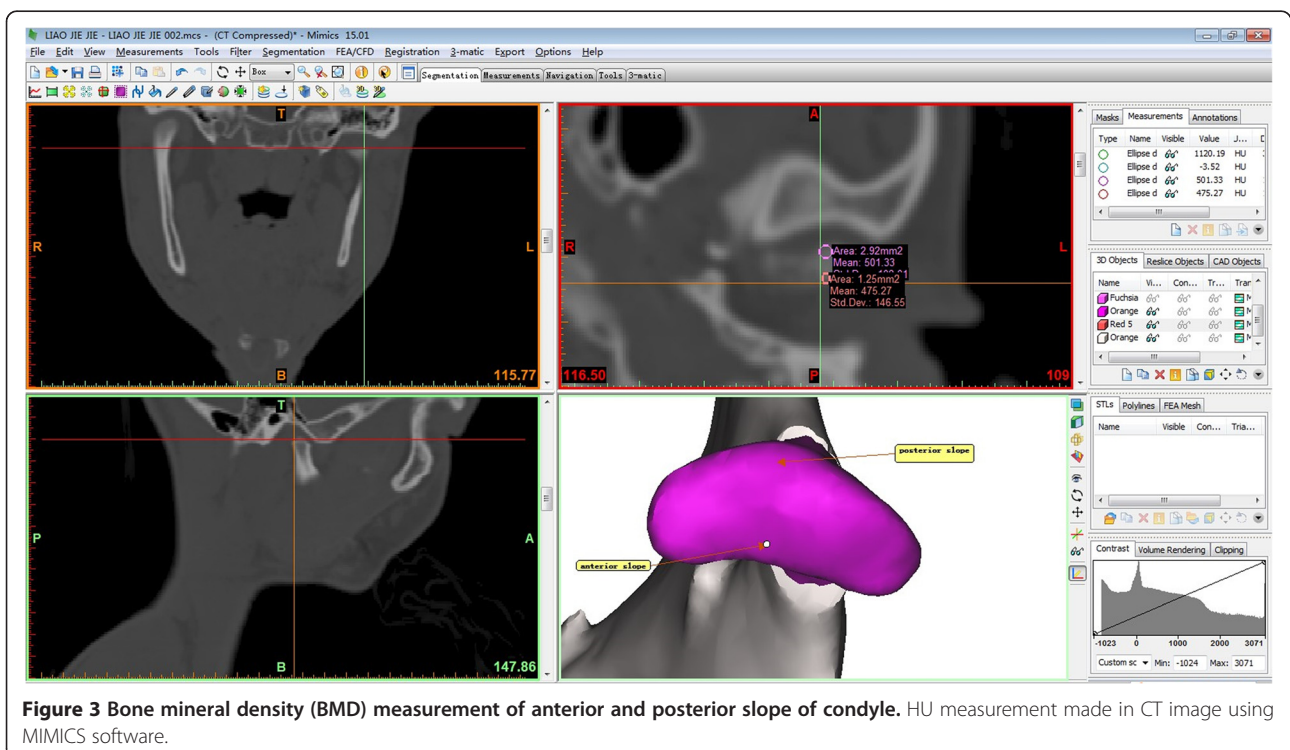 LIAO JIE JIE - LIAO JIE JIE 002.mcs - (CT Compressed)* - Mimics 15.01
File Edit View Measurements Tools Filter Segmentation FEA/CFD Registration 3-matic Export Options Help
Box Segmentation Measurements Navigation Tools 3-matic
T
R
L
B
115.77
A
R
L
Area: 2.92mm2
Mean: 501.33
Area: 1.25mm2
Mean: 475.27
Std.Dev.: 146.55
116.50
P
109
T
P
A
B
147.86
posterior slope
anterior slope
Masks Measurements Annotations
Type Name Visible Value J...
Ellipse d 1120.19 HU
Ellipse d -3.52 HU
Ellipse d 501.33 HU
Ellipse d 475.27 HU
3D Objects Reslice Objects CAD Objects
Name Vi... Con... Tr... Trar
Fuchsia
Orange
Red 5
Orange
STLs Polylines FEA Mesh
Name Visible Con... Tria...
Contrast Volume Rendering Clipping
-1023 0 1000 2000 3071
Custom sc Min: -1024 Max: 3071
Figure 3 Bone mineral density (BMD) measurement of anterior and posterior slope of condyle. HU measurement made in CT image using
MIMICS software.